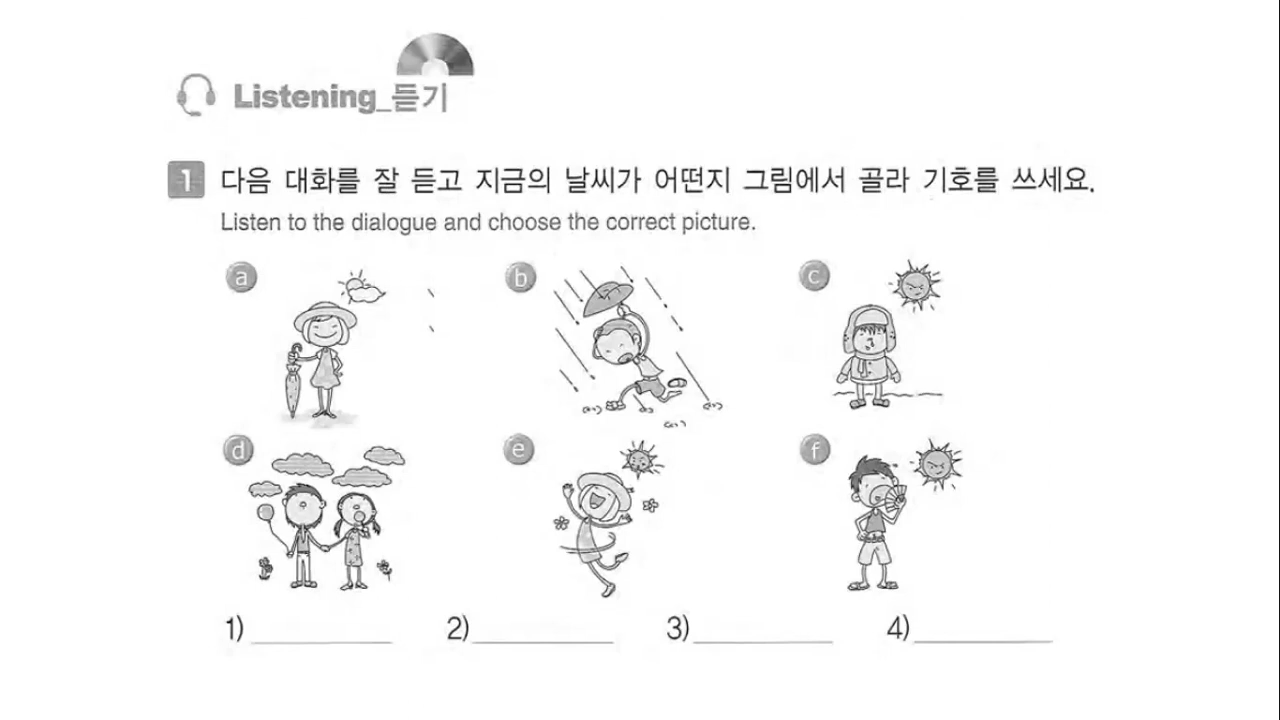 Listening_듣기
1 다음 대화를 잘 듣고 지금의 날씨가 어떤지 그림에서 골라 기호를 쓰세요.
Listen to the dialogue and choose the correct picture.
a b c
d e f
1) 2) 3) 4)